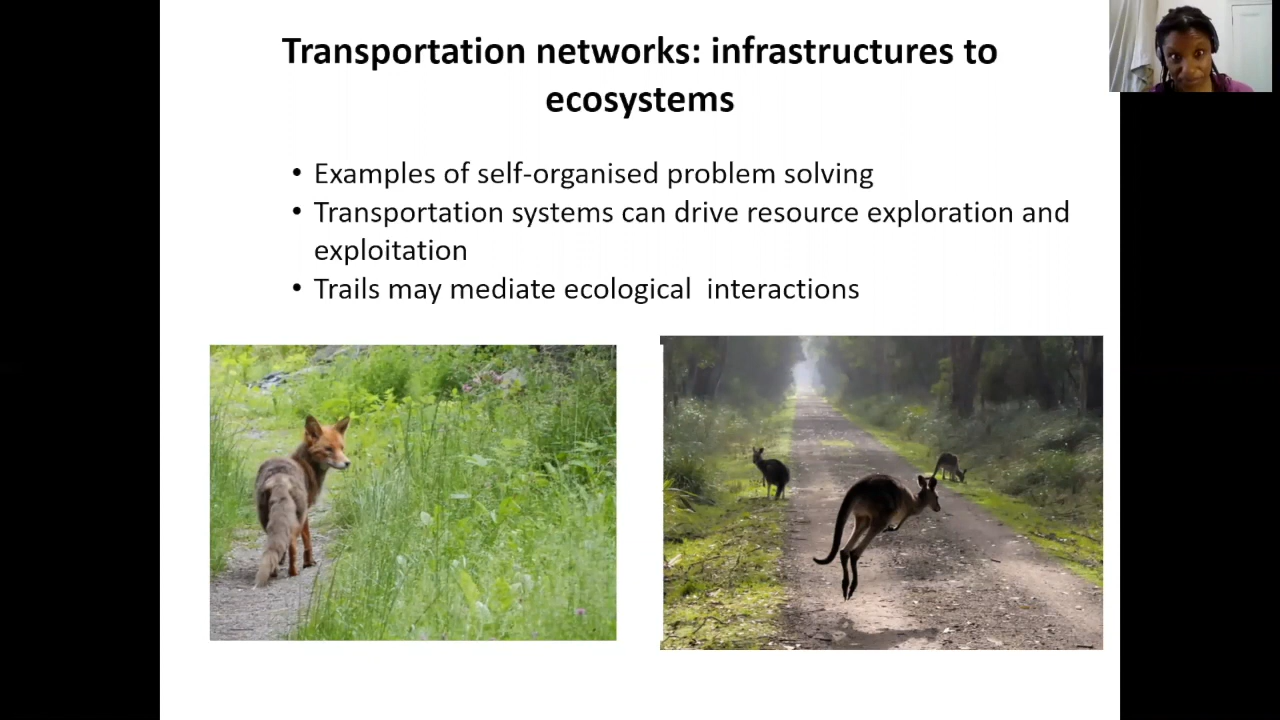 Transportation networks: infrastructures to
ecosystems
• Examples of self-organised problem solving
• Transportation systems can drive resource exploration and
exploitation
• Trails may mediate ecological  interactions